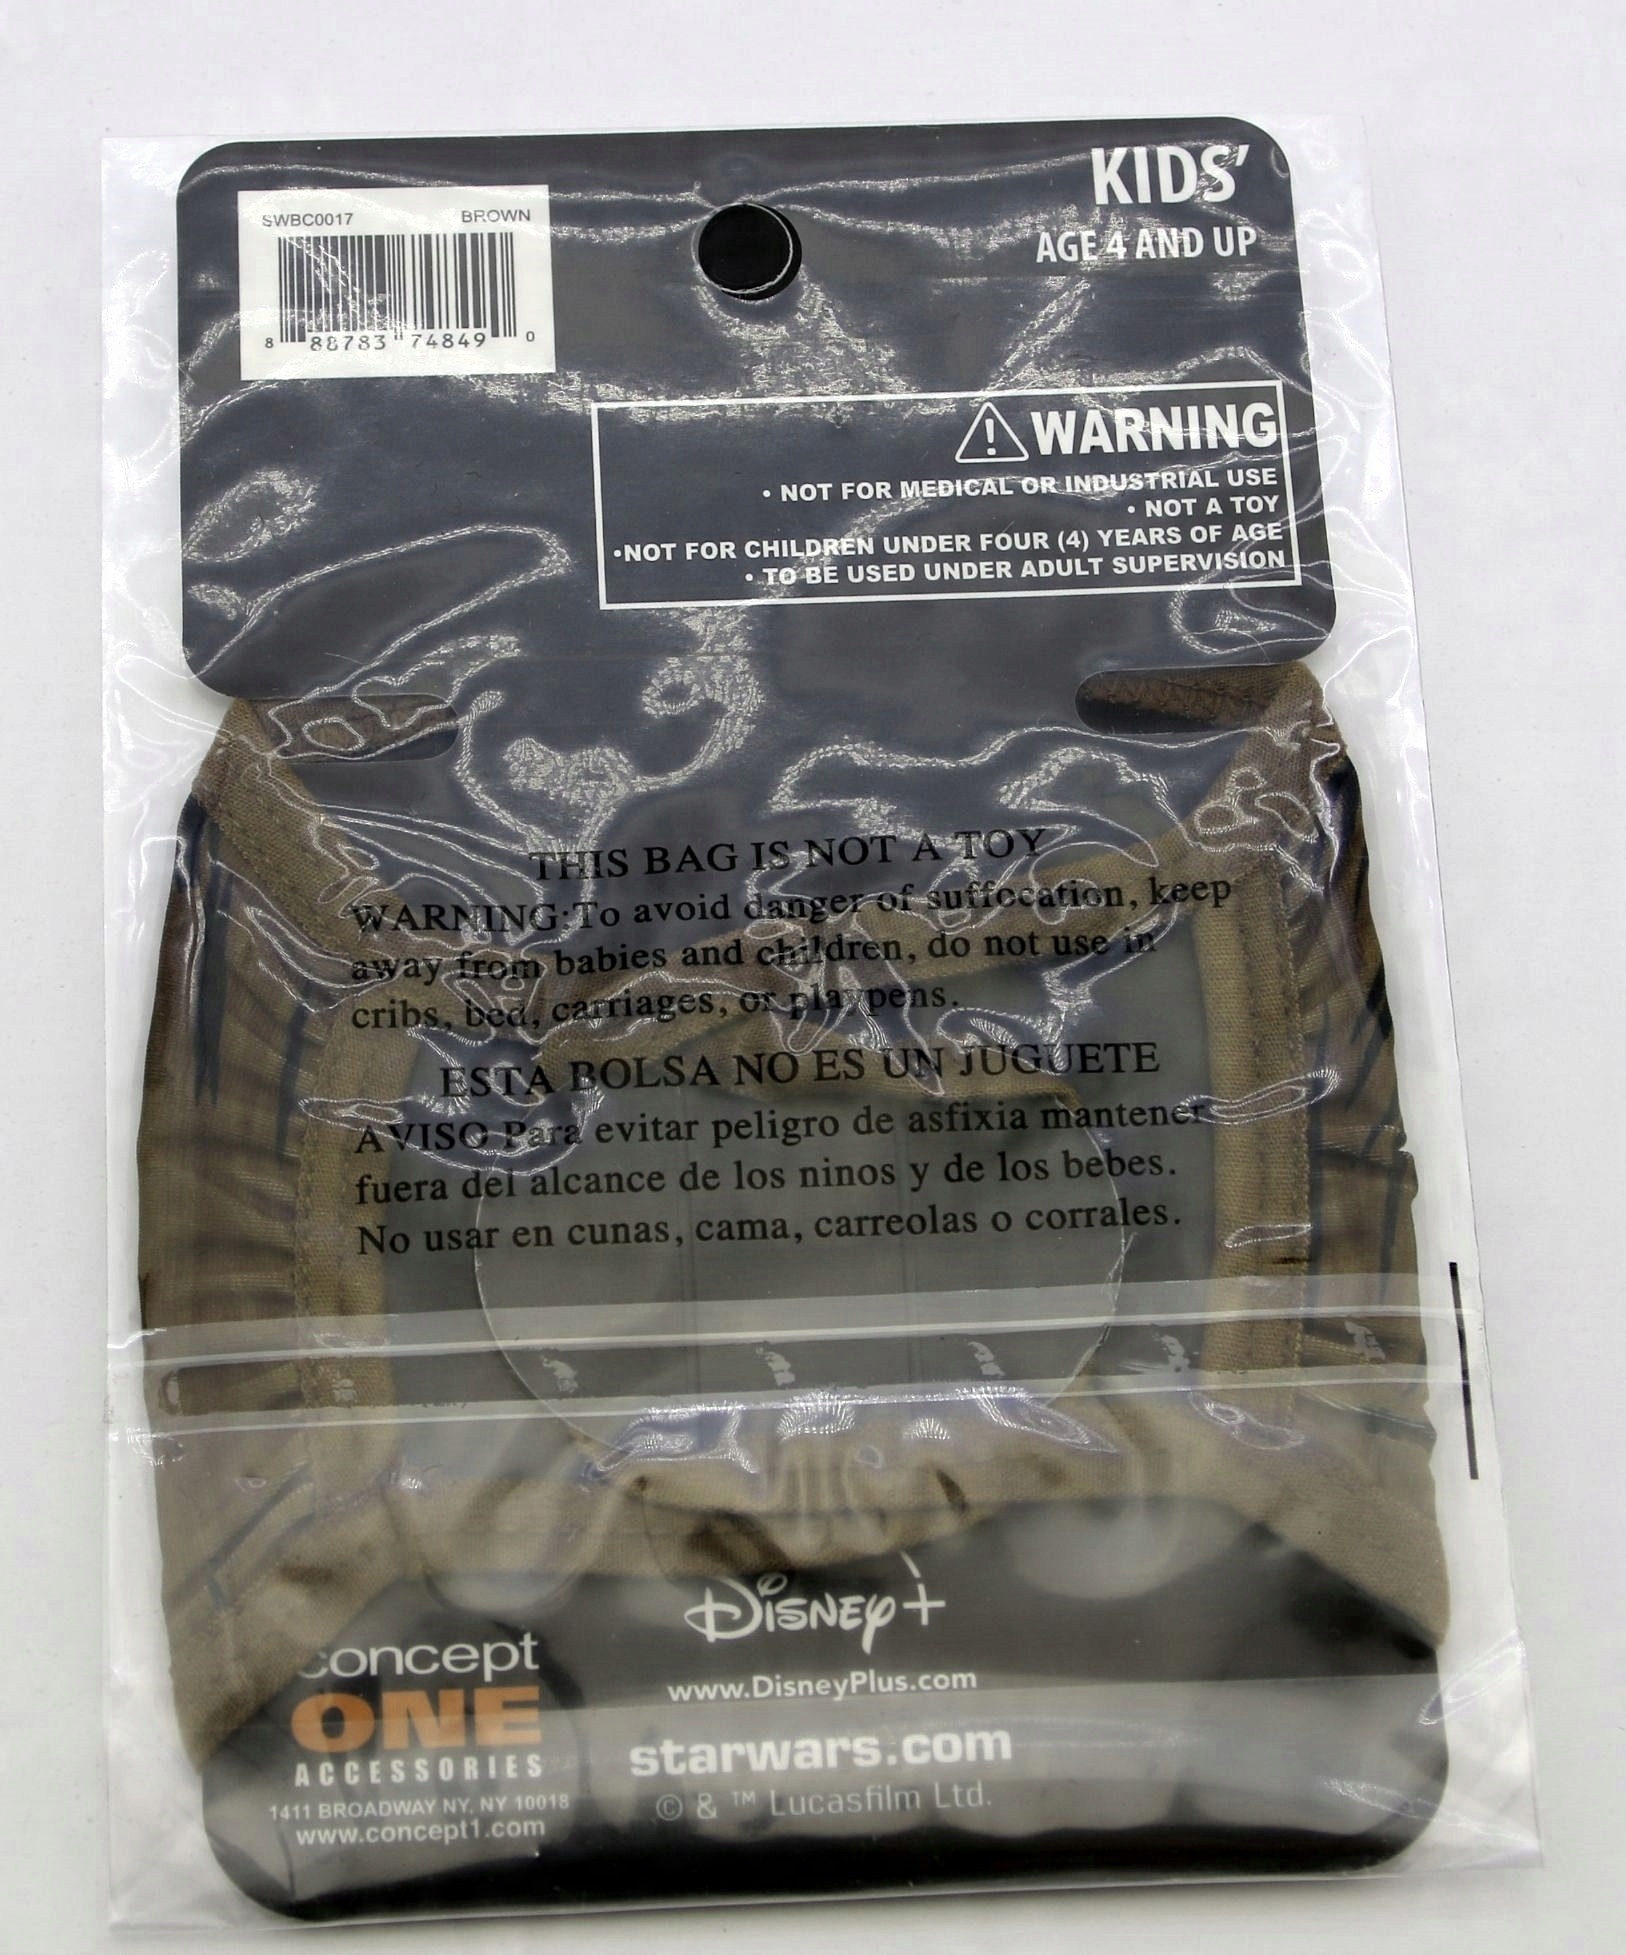 SWBC0017 BROWN
8 88783 74849 0
KIDS'
AGE 4 AND UP
WARNING
• NOT FOR MEDICAL OR INDUSTRIAL USE
• NOT A TOY
•NOT FOR CHILDREN UNDER FOUR (4) YEARS OF AGE
• TO BE USED UNDER ADULT SUPERVISION
THIS BAG IS NOT A TOY
WARNING:To avoid danger of suffocation, keep
away from babies and children, do not use in
cribs, bed, carriages, or playpens.
ESTA BOLSA NO ES UN JUGUETE
AVISO Para evitar peligro de asfixia mantener
fuera del alcance de los ninos y de los bebes.
No usar en cunas, cama, carreolas o corrales.
Disney+
www.DisneyPlus.com
starwars.com
© & ™ Lucasfilm Ltd.
concept
ONE
ACCESSORIES
1411 BROADWAY NY, NY 10018
www.concept1.com